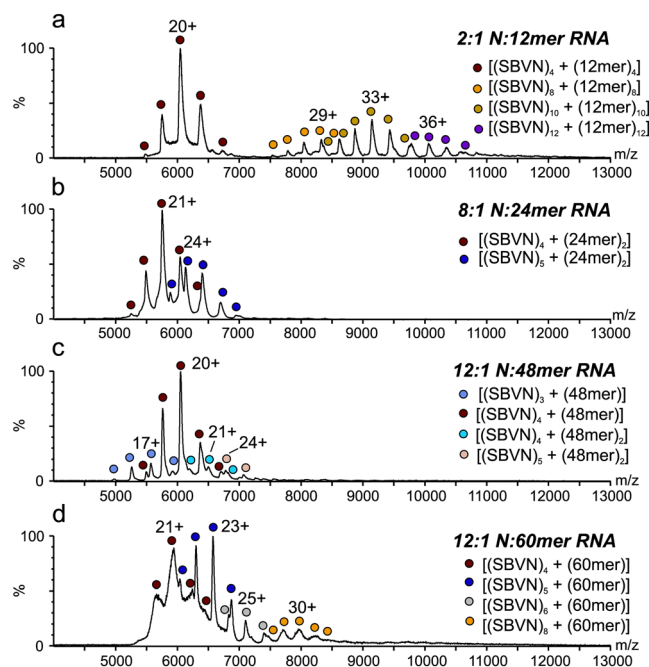 a
2:1 N:12mer RNA
20+
29+
33+
36+
[(SBVN)₄ + (12mer)₄]
[(SBVN)₈ + (12mer)₈]
[(SBVN)₁₀ + (12mer)₁₀]
[(SBVN)₁₂ + (12mer)₁₂]
100
%
0
5000 6000 7000 8000 9000 10000 11000 12000 13000
m/z
b
8:1 N:24mer RNA
21+
24+
[(SBVN)₄ + (24mer)₂]
[(SBVN)₅ + (24mer)₂]
100
%
0
5000 6000 7000 8000 9000 10000 11000 12000 13000
m/z
c
12:1 N:48mer RNA
20+
17+
21+
24+
[(SBVN)₃ + (48mer)]
[(SBVN)₄ + (48mer)]
[(SBVN)₄ + (48mer)₂]
[(SBVN)₅ + (48mer)₂]
100
%
0
5000 6000 7000 8000 9000 10000 11000 12000 13000
m/z
d
12:1 N:60mer RNA
21+
23+
25+
30+
[(SBVN)₄ + (60mer)]
[(SBVN)₅ + (60mer)]
[(SBVN)₆ + (60mer)]
[(SBVN)₈ + (60mer)]
100
%
0
5000 6000 7000 8000 9000 10000 11000 12000 13000
m/z